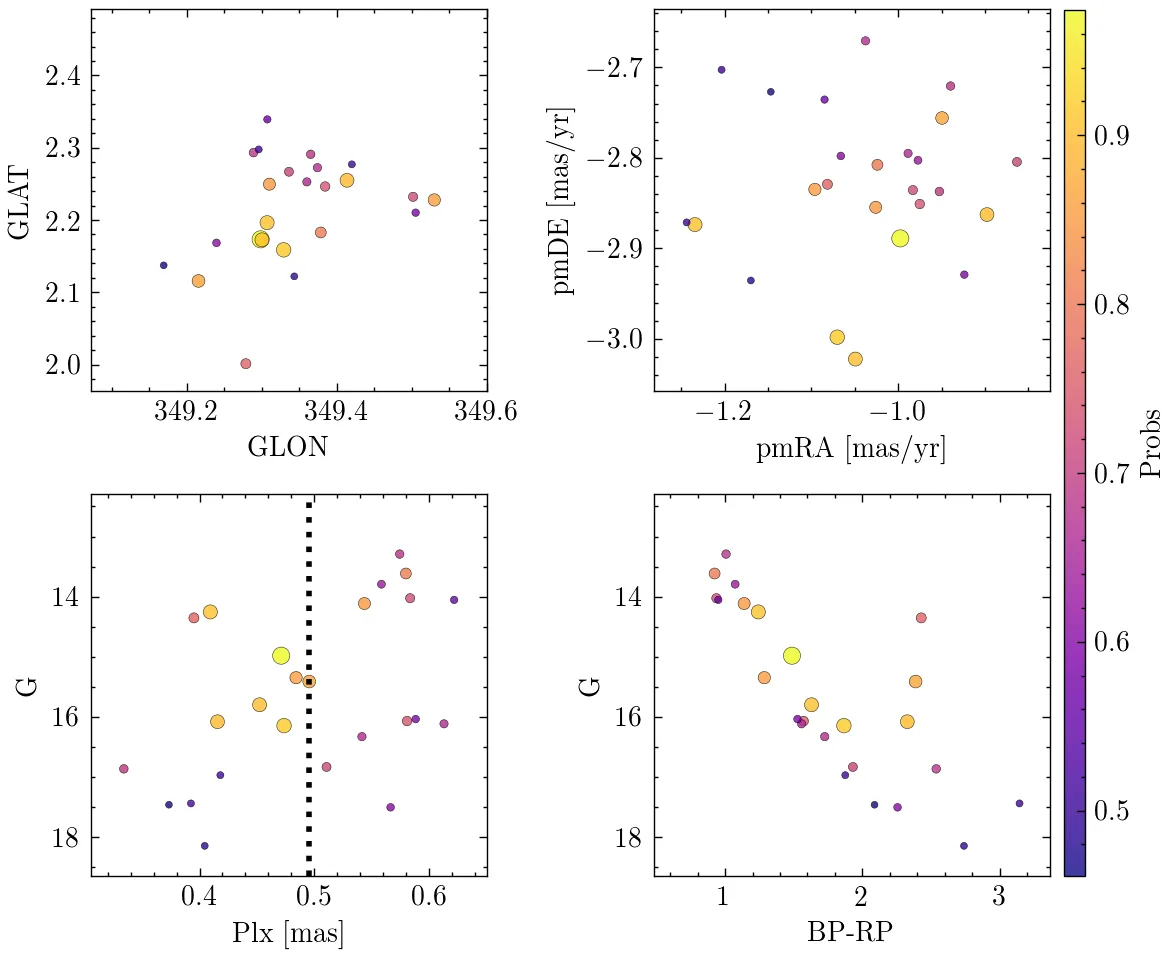 2.4
2.3
2.2
2.1
2.0
GLAT
349.2 349.4 349.6
GLON
−2.7
−2.8
−2.9
−3.0
pmDE [mas/yr]
−1.2 −1.0
pmRA [mas/yr]
0.9
0.8
0.7
0.6
0.5
Probs
14
16
18
G
0.4 0.5 0.6
Plx [mas]
14
16
18
G
1 2 3
BP-RP